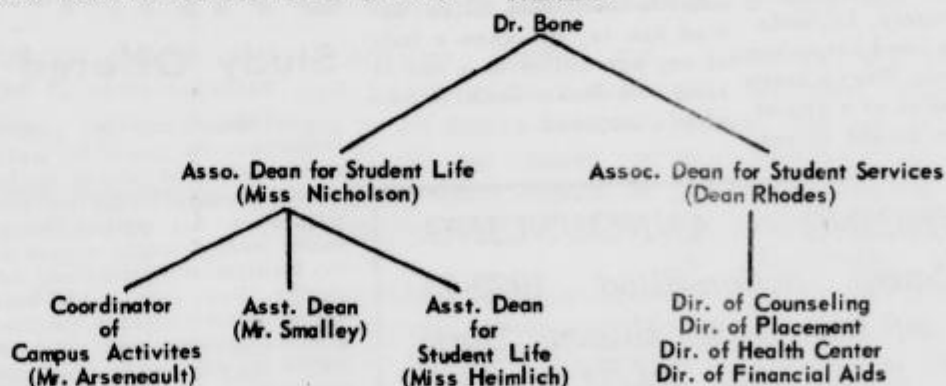 Dr. Bone
Asso. Dean for Student Life
(Miss Nicholson)
Assoc. Dean for Student Services
(Dean Rhodes)
Coordinator
of
Campus Activites
(Mr. Arseneault)
Asst. Dean
(Mr. Smalley)
Asst. Dean
for
Student Life
(Miss Heimlich)
Dir. of Counseling
Dir. of Placement
Dir. of Health Center
Dir. of Financial Aids